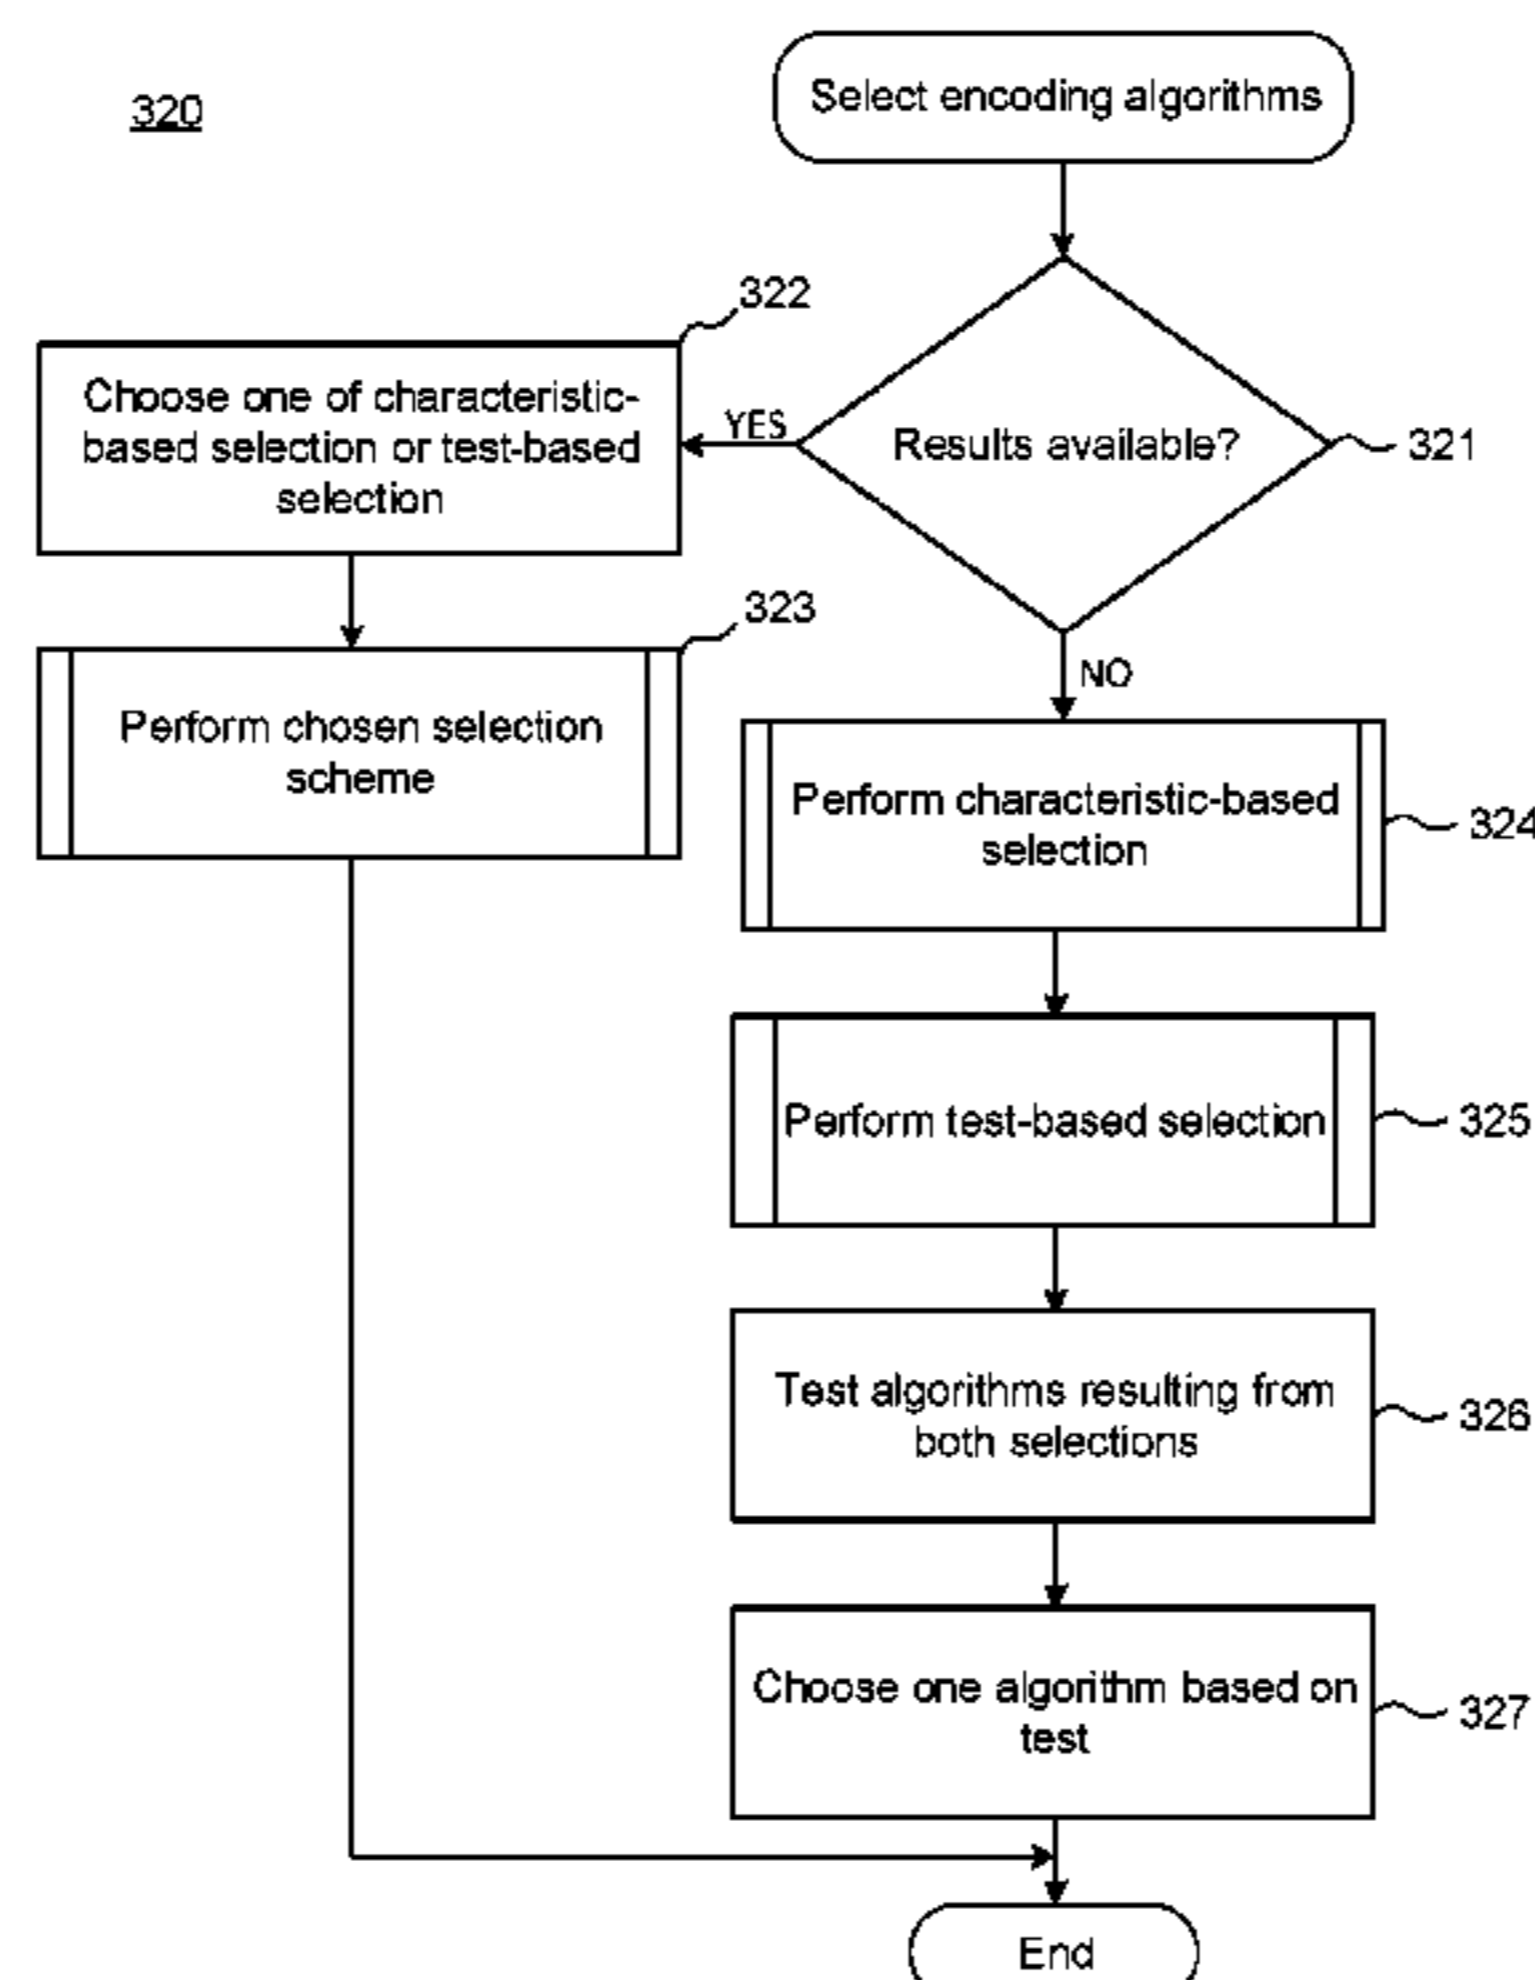 320
Select encoding algorithms
322
Choose one of characteristic-
based selection or test-based
selection
YES
Results available?
321
323
Perform chosen selection
scheme
NO
Perform characteristic-based
selection
324
Perform test-based selection
325
Test algorithms resulting from
both selections
326
Choose one algorithm based on
test
327
End